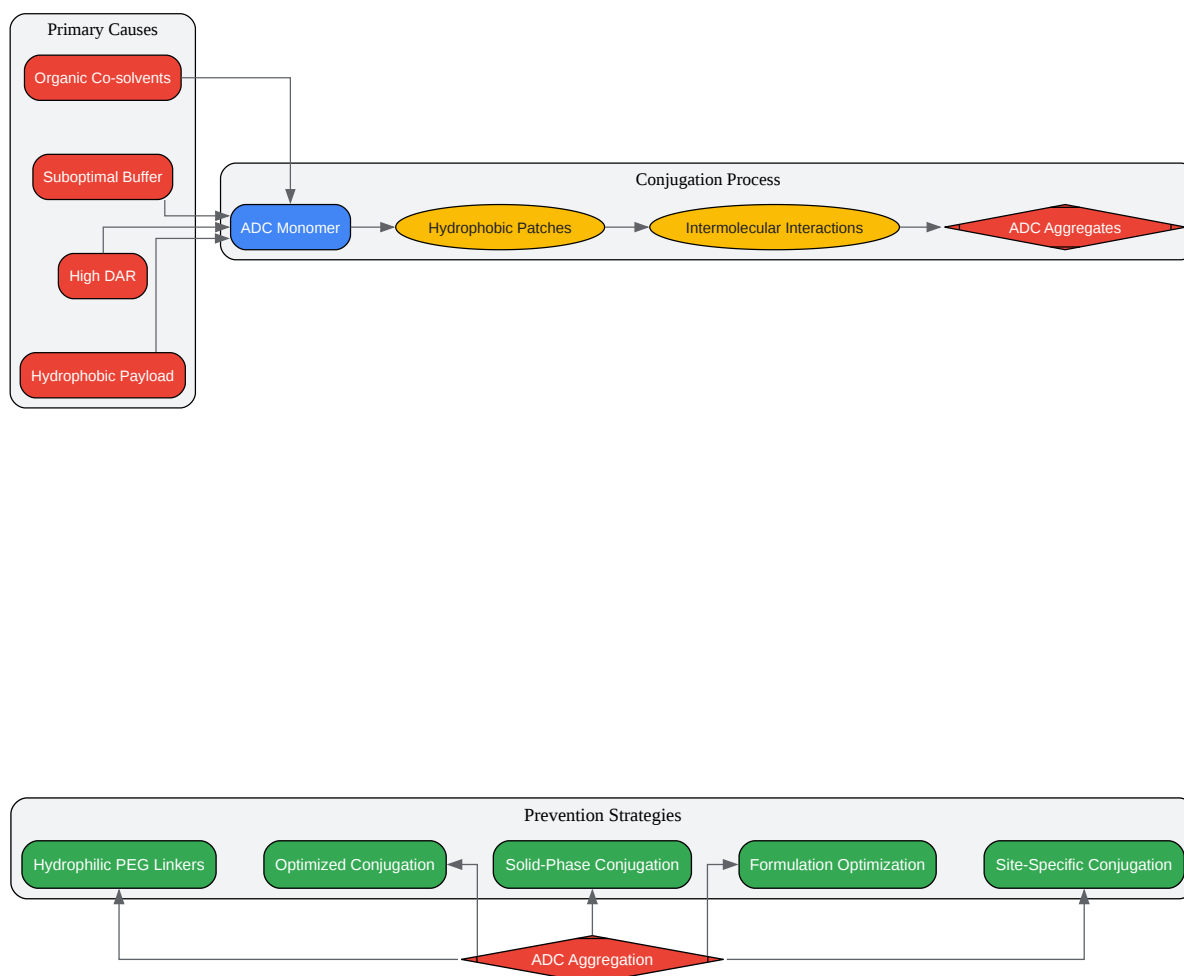 Primary Causes
Organic Co-solvents
Suboptimal Buffer
High DAR
Hydrophobic Payload
Conjugation Process
ADC Monomer
Hydrophobic Patches
Intermolecular Interactions
ADC Aggregates
Prevention Strategies
Hydrophilic PEG Linkers
Optimized Conjugation
Solid-Phase Conjugation
Formulation Optimization
Site-Specific Conjugation
ADC Aggregation